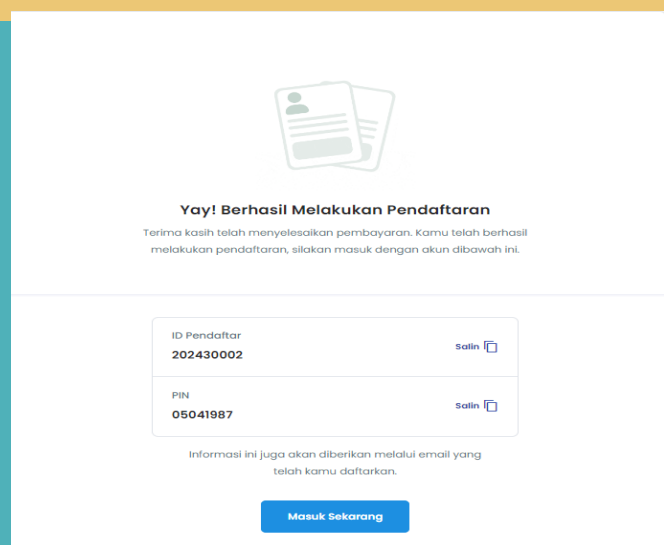 Yay! Berhasil Melakukan Pendaftaran
Terima kasih telah menyelesaikan pembayaran. Kamu telah berhasil
melakukan pendaftaran, silakan masuk dengan akun dibawah ini.
ID Pendaftar
202430002
Salin
PIN
05041987
Salin
Informasi ini juga akan diberikan melalui email yang
telah kamu daftarkan.
Masuk Sekarang